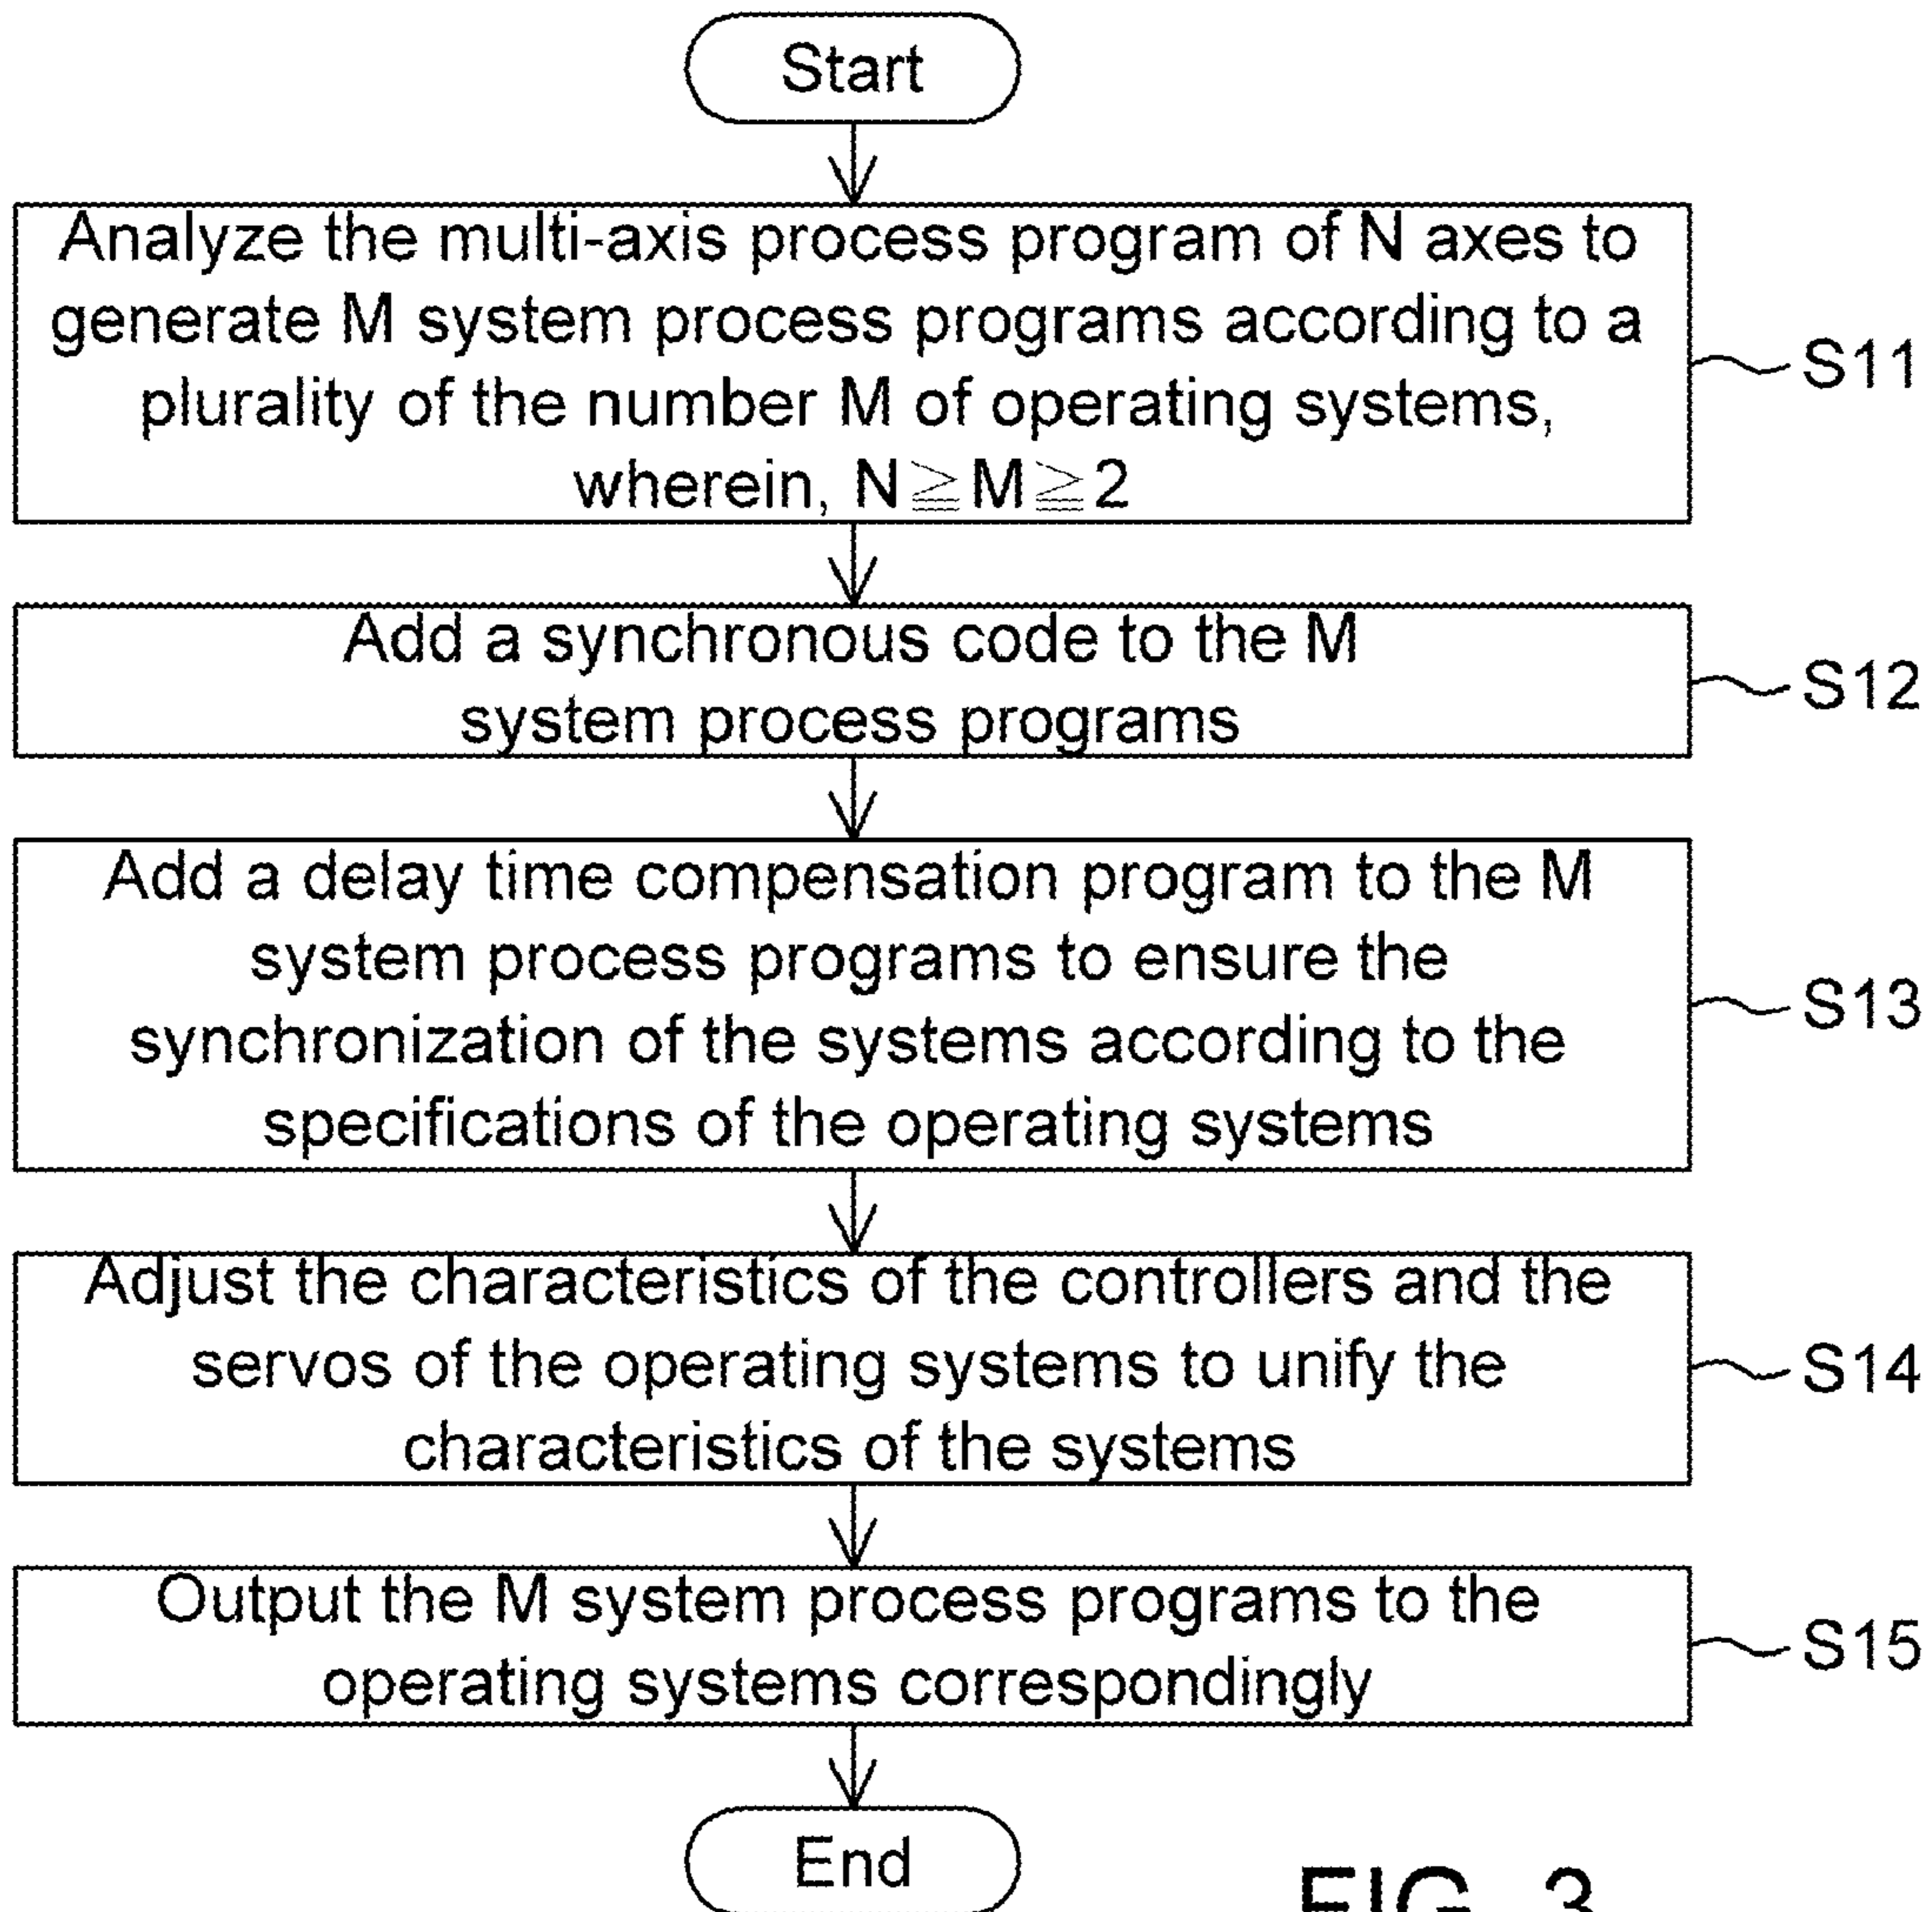 Start
Analyze the multi-axis process program of N axes to
generate M system process programs according to a
plurality of the number M of operating systems,
wherein, N≧M≧2
S11
Add a synchronous code to the M
system process programs
S12
Add a delay time compensation program to the M
system process programs to ensure the
synchronization of the systems according to the
specifications of the operating systems
S13
Adjust the characteristics of the controllers and the
servos of the operating systems to unify the
characteristics of the systems
S14
Output the M system process programs to the
operating systems correspondingly
S15
End
FIG. 3